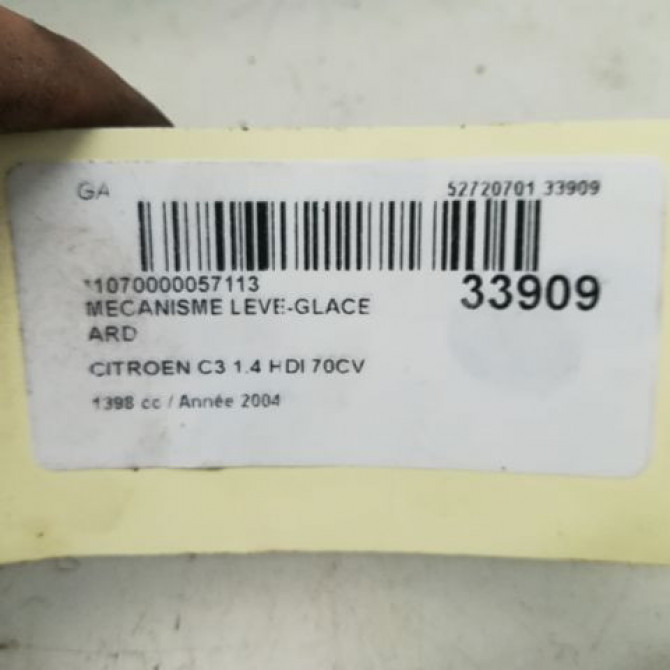 GA 52720701 33909
*1070000057113 33909
MECANISME LEVE-GLACE
ARD
CITROEN C3 1.4 HDI 70CV
1398 cc / Année 2004